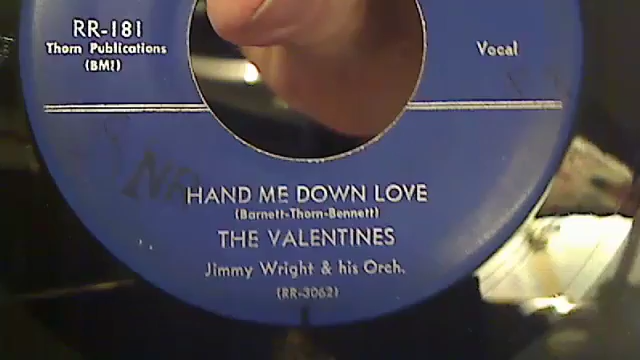 RR-181
Thorn Publications
(BMI)
Vocal
NR
HAND ME DOWN LOVE
(Barnett-Thorn-Bennett)
THE VALENTINES
Jimmy Wright & his Orch.
(RR-3062)